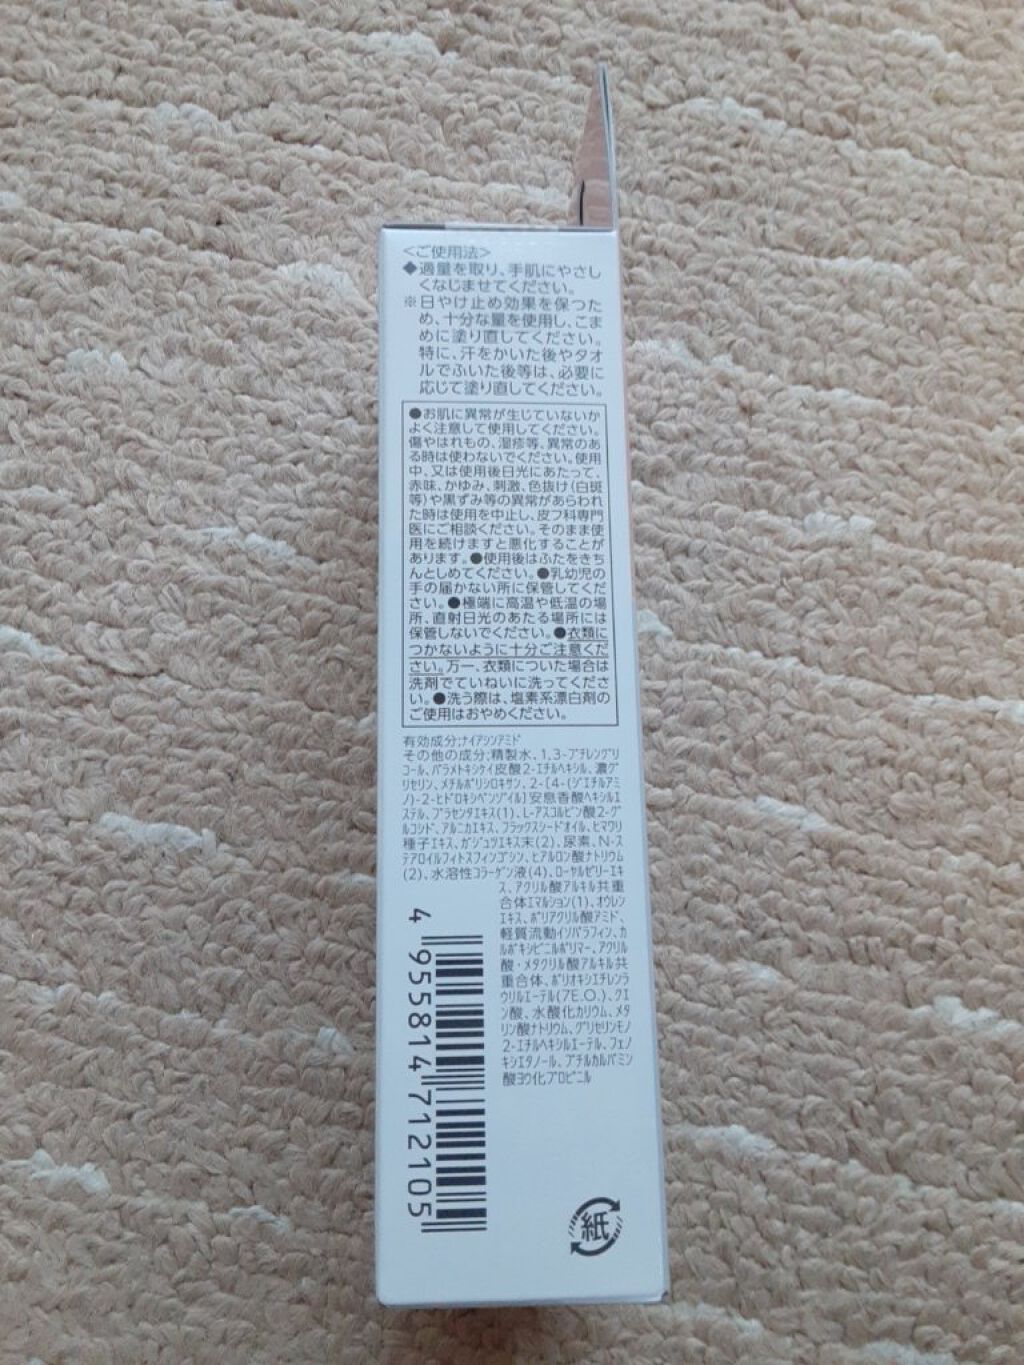 ＜ご使用法＞
◆適量を取り、手肌にやさし
くなじませてください。
※日やけ止め効果を保つた
め、十分な量を使用し、こま
めに塗り直してください。
特に、汗をかいた後やタオ
ルでふいた後等は、必要に
応じて塗り直してください。
●お肌に異常が生じていないか
よく注意して使用してください。
傷やはれもの、湿疹等、異常のあ
る時は使わないでください。使用
中、又は使用後日光にあたって、
赤味、かゆみ、刺激、色抜け(白斑
等)や黒ずみ等の異常があらわれ
た時は使用を中止し、皮フ科専門
医にご相談ください。そのまま使
用を続けますと悪化することが
あります。●使用後はふたをきち
んとしめてください。●乳幼児の
手の届かない所に保管してくだ
さい。●極端に高温や低温の場
所、直射日光のあたる場所には
保管しないでください。●衣類に
つかないように十分ご注意くだ
さい。万一、衣類についた場合は
洗剤でていねいに洗ってくださ
い。●洗う際は、塩素系漂白剤の
ご使用はおやめください。
有効成分:ナイアシンアミド
その他の成分:精製水、1,3-ブチレングリ
コール、パラメトキシケイ皮酸2-エチルヘキシル、濃グ
リセリン、メチルポリシロキサン、2-[4-(ジエチルアミ
ノ)-2-ヒドロキシベンゾイル]安息香酸ヘキシルエ
ステル、プラセンタエキス(1)、L-アスコルビン酸2-グ
ルコシド、アルニカエキス、フラックスシードオイル、ヒマワリ
種子エキス、ガジュツエキス末(2)、尿素、N-ス
テアロイルフィトスフィンゴシン、ヒアルロン酸ナトリウム
(2)、水溶性コラーゲン液(4)、ローヤルゼリーエキ
ス、アクリル酸アルキル共重
合体エマルション(1)、オウレン
エキス、ポリアクリル酸アミド、
軽質流動イソパラフィン、カ
ルボキシビニルポリマー、アクリル
酸・メタクリル酸アルキル共
重合体、ポリオキシエチレンラ
ウリルエーテル(7E.O.)、クエ
ン酸、水酸化カリウム、メタ
リン酸ナトリウム、グリセリンモノ
2-エチルヘキシルエーテル、フェノ
キシエタノール、ブチルカルバミン
酸ヨウ化プロピニル
4 955814 712105
紙